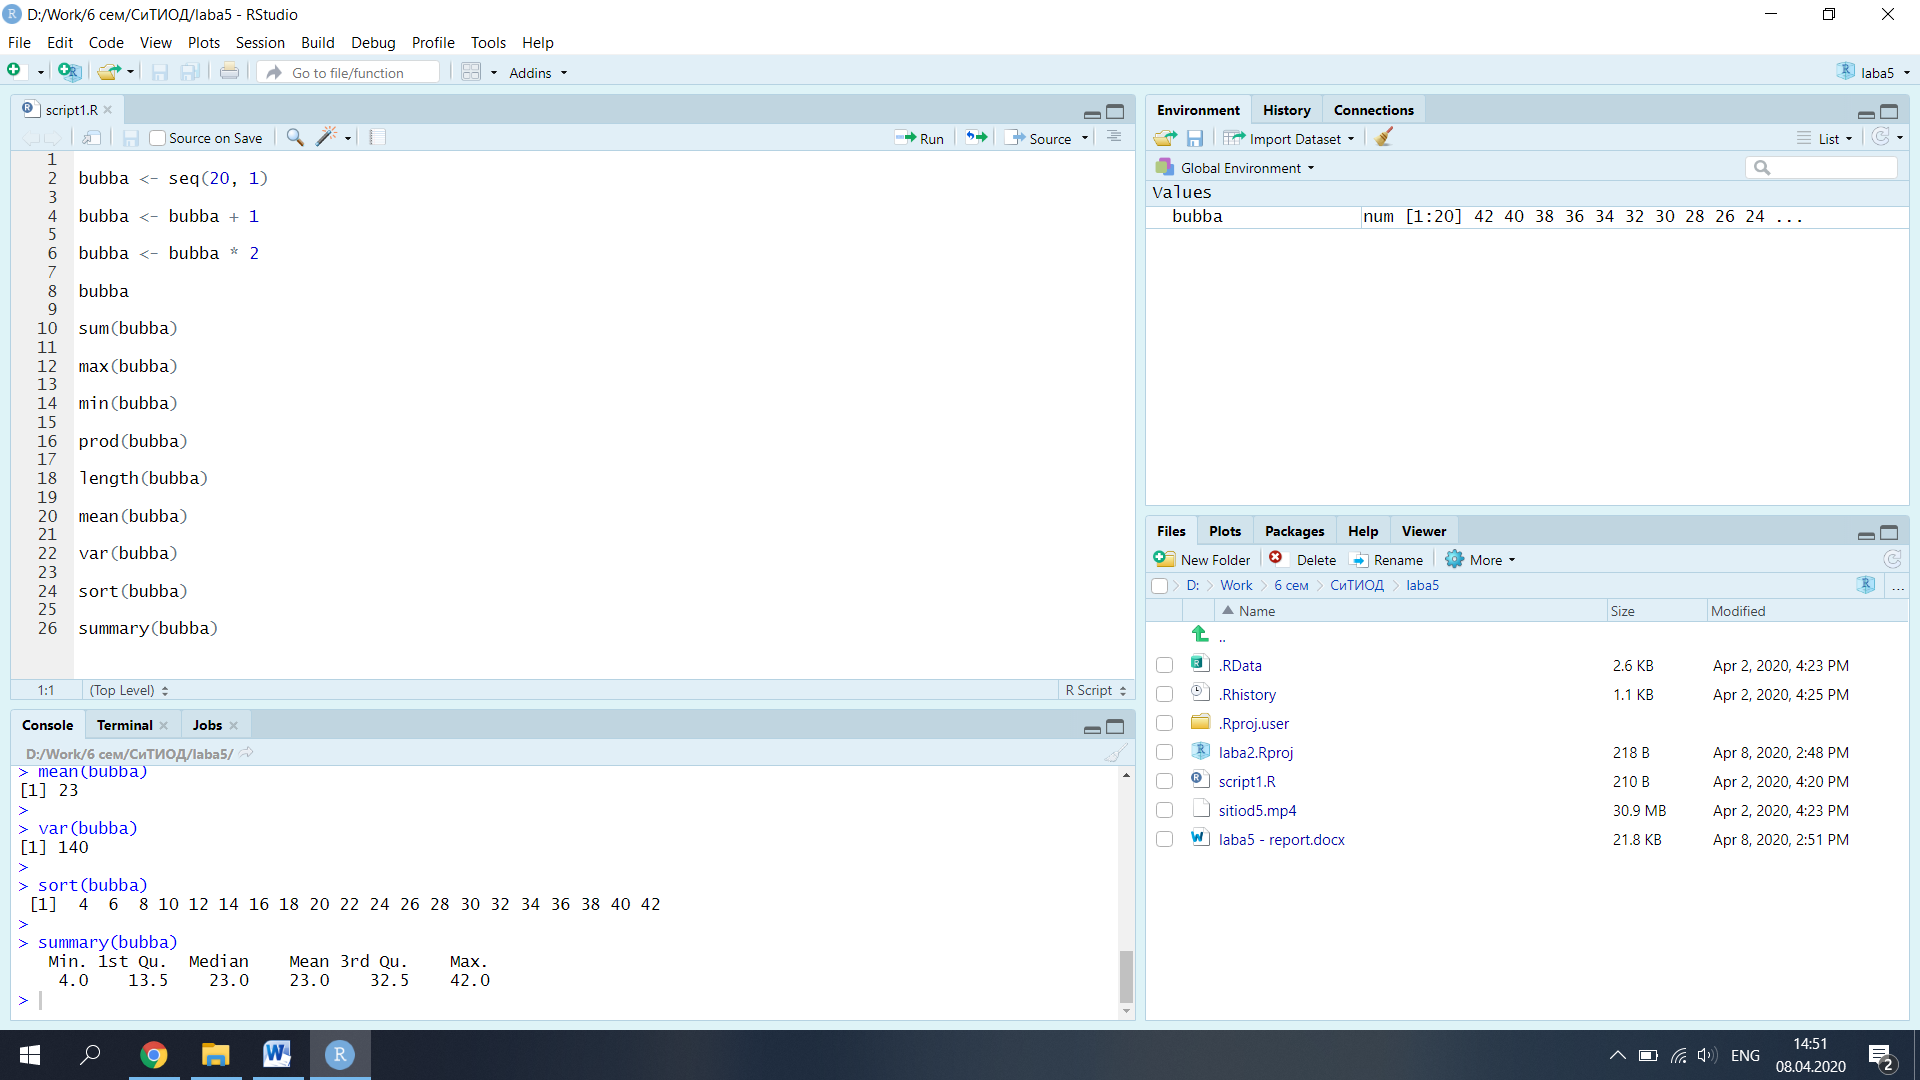 D:/Work/6 сем/СиТИОД/laba5 - RStudio
File Edit Code View Plots Session Build Debug Profile Tools Help
Go to file/function Addins laba5
script1.R
Source on Save Run Source
1
2 bubba <- seq(20, 1)
3
4 bubba <- bubba + 1
5
6 bubba <- bubba * 2
7
8 bubba
9
10 sum(bubba)
11
12 max(bubba)
13
14 min(bubba)
15
16 prod(bubba)
17
18 length(bubba)
19
20 mean(bubba)
21
22 var(bubba)
23
24 sort(bubba)
25
26 summary(bubba)
1:1 (Top Level) R Script
Console Terminal Jobs
D:/Work/6 сем/СиТИОД/laba5/
> mean(bubba)
[1] 23
>
> var(bubba)
[1] 140
>
> sort(bubba)
[1] 4 6 8 10 12 14 16 18 20 22 24 26 28 30 32 34 36 38 40 42
>
> summary(bubba)
Min. 1st Qu. Median Mean 3rd Qu. Max.
4.0 13.5 23.0 23.0 32.5 42.0
>
Environment History Connections
Import Dataset List
Global Environment
Values
bubba num [1:20] 42 40 38 36 34 32 30 28 26 24 ...
Files Plots Packages Help Viewer
New Folder Delete Rename More
D: Work 6 сем СиТИОД laba5 ...
Name Size Modified
..
.RData 2.6 KB Apr 2, 2020, 4:23 PM
.Rhistory 1.1 KB Apr 2, 2020, 4:25 PM
.Rproj.user
laba2.Rproj 218 B Apr 8, 2020, 2:48 PM
script1.R 210 B Apr 2, 2020, 4:20 PM
sitiod5.mp4 30.9 MB Apr 2, 2020, 4:23 PM
laba5 - report.docx 21.8 KB Apr 8, 2020, 2:51 PM
ENG 14:51 2
08.04.2020